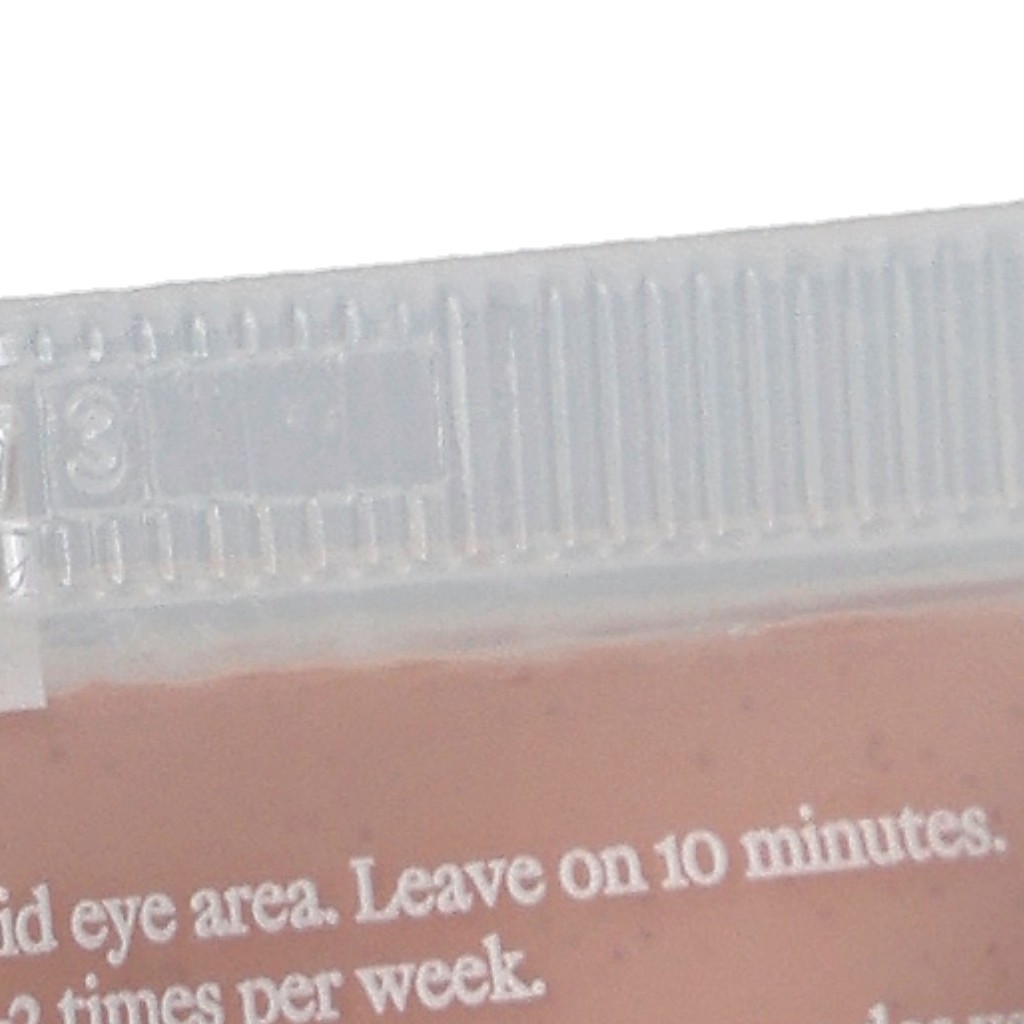 3
id eye area. Leave on 10 minutes.
times per week.